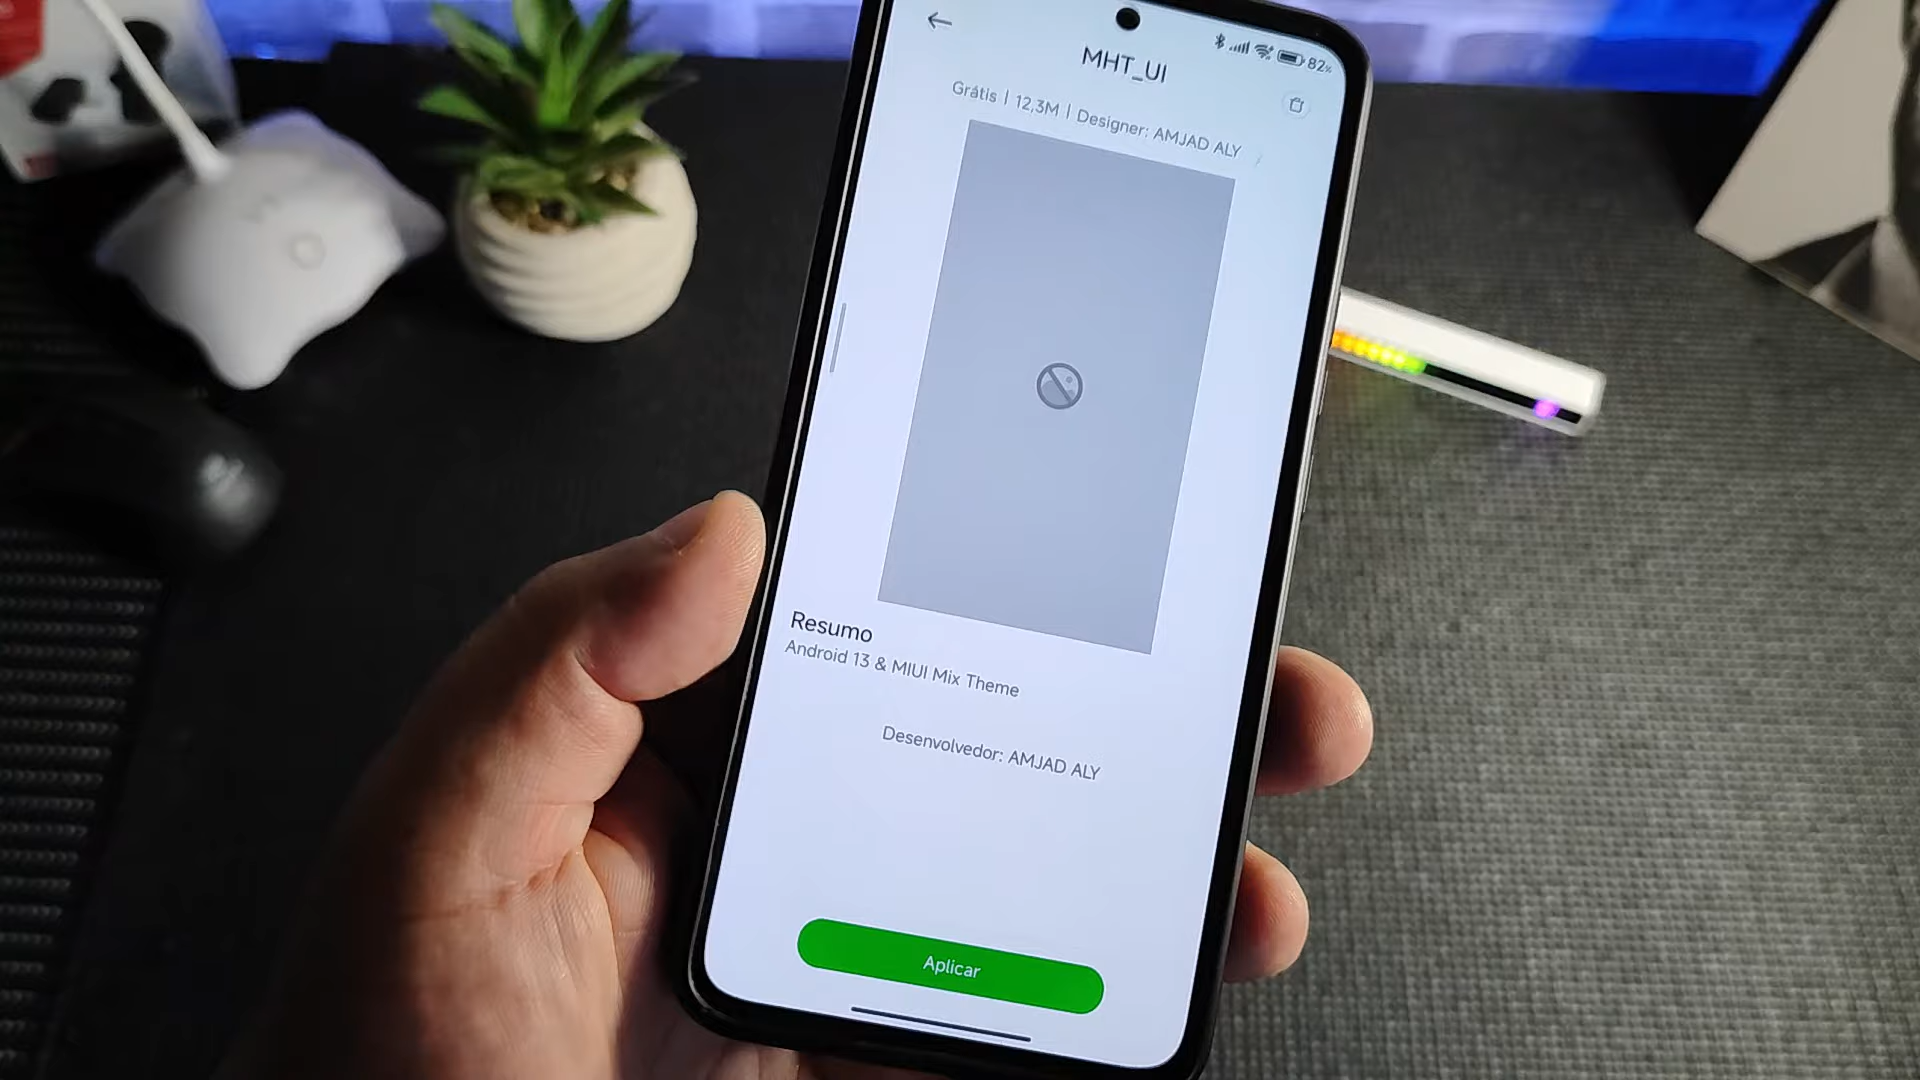 82%
MHT_UI
Grátis | 12,3M | Designer: AMJAD ALY
Resumo
Android 13 & MIUI Mix Theme
Desenvolvedor: AMJAD ALY
Aplicar